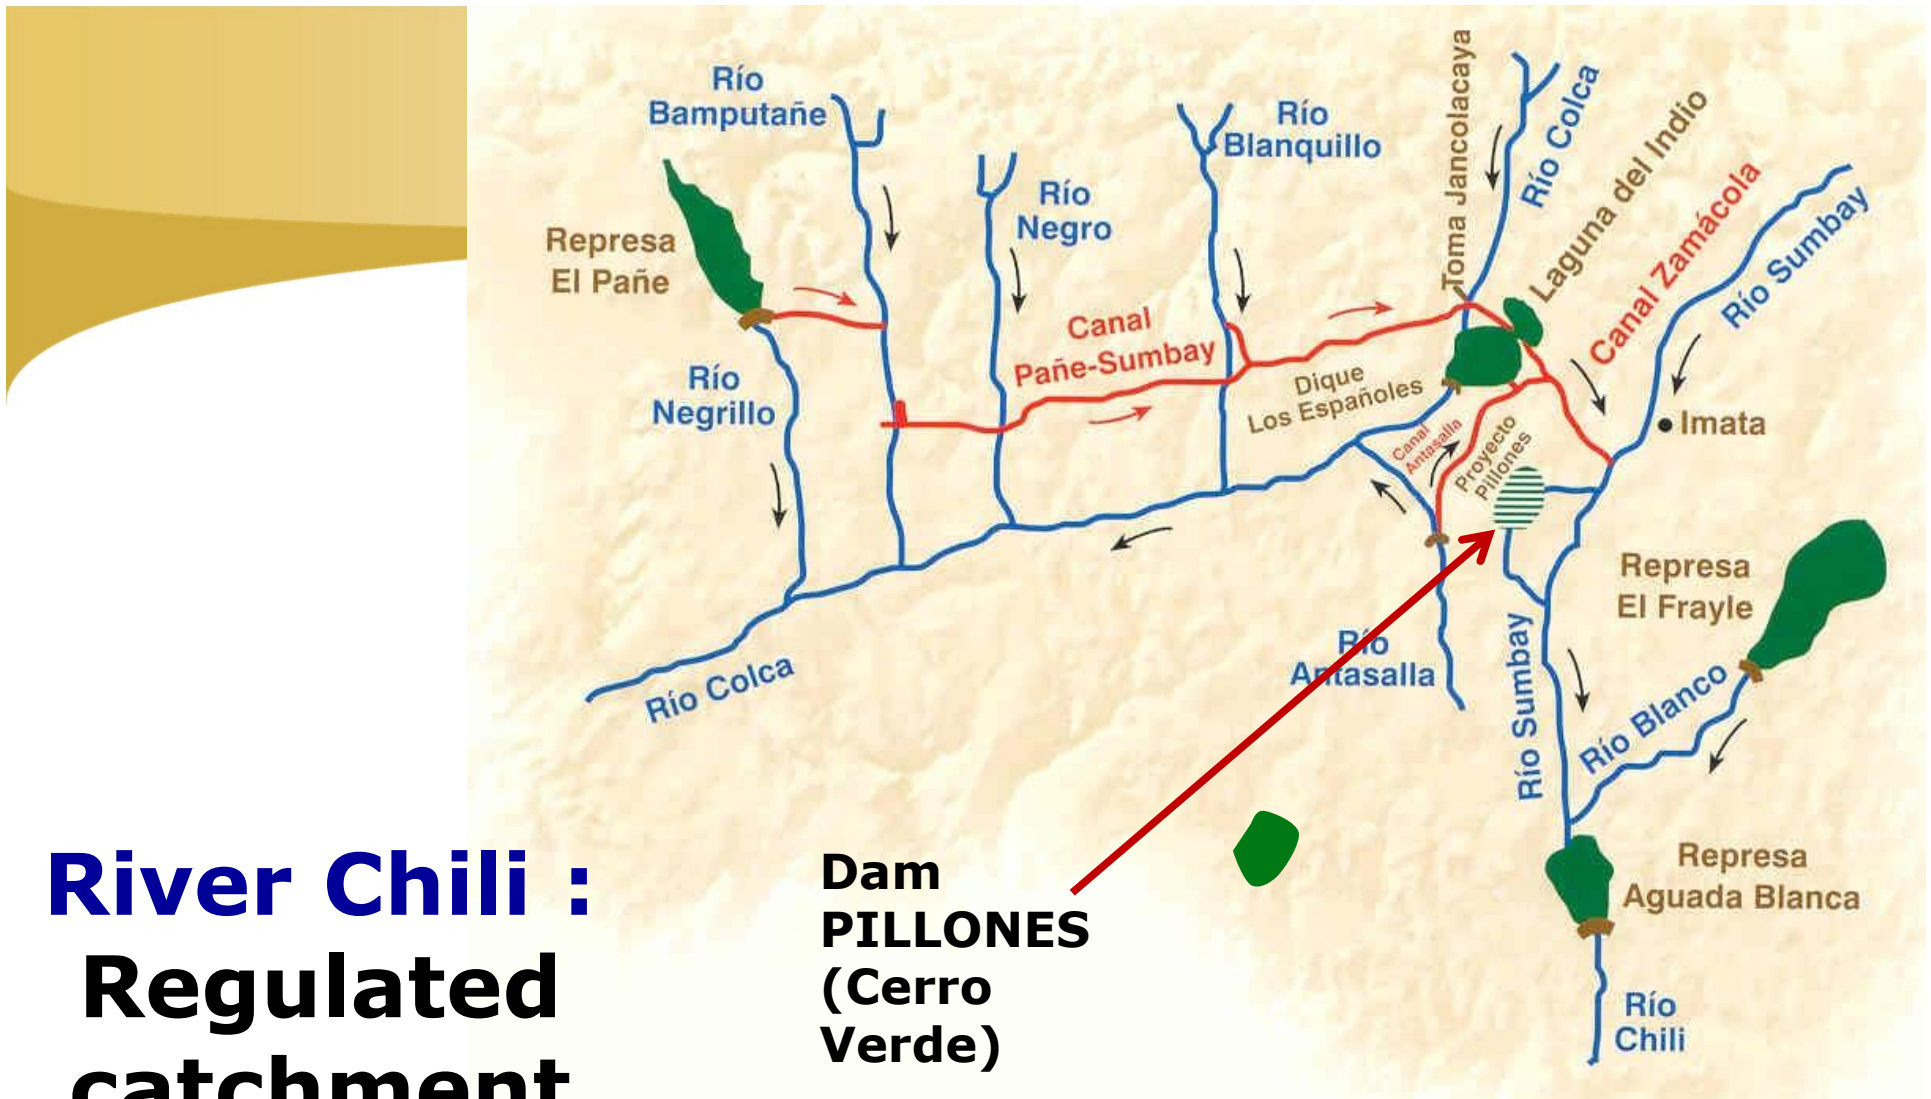 Río
Bamputañe
Represa
El Pañe
Río
Negrillo
Río
Negro
Río
Blanquillo
Canal
Pañe-Sumbay
Toma Jancolacaya
Río Colca
Laguna del Indio
Canal Zamácola
Río Sumbay
Dique
Los Españoles
Canal
Antasalla
Proyecto
Pillones
Imata
Represa
El Frayle
Río
Antasalla
Río Sumbay
Río Blanco
Río Colca
Represa
Aguada Blanca
Río
Chili
River Chili :
Regulated
catchment
Dam
PILLONES
(Cerro
Verde)